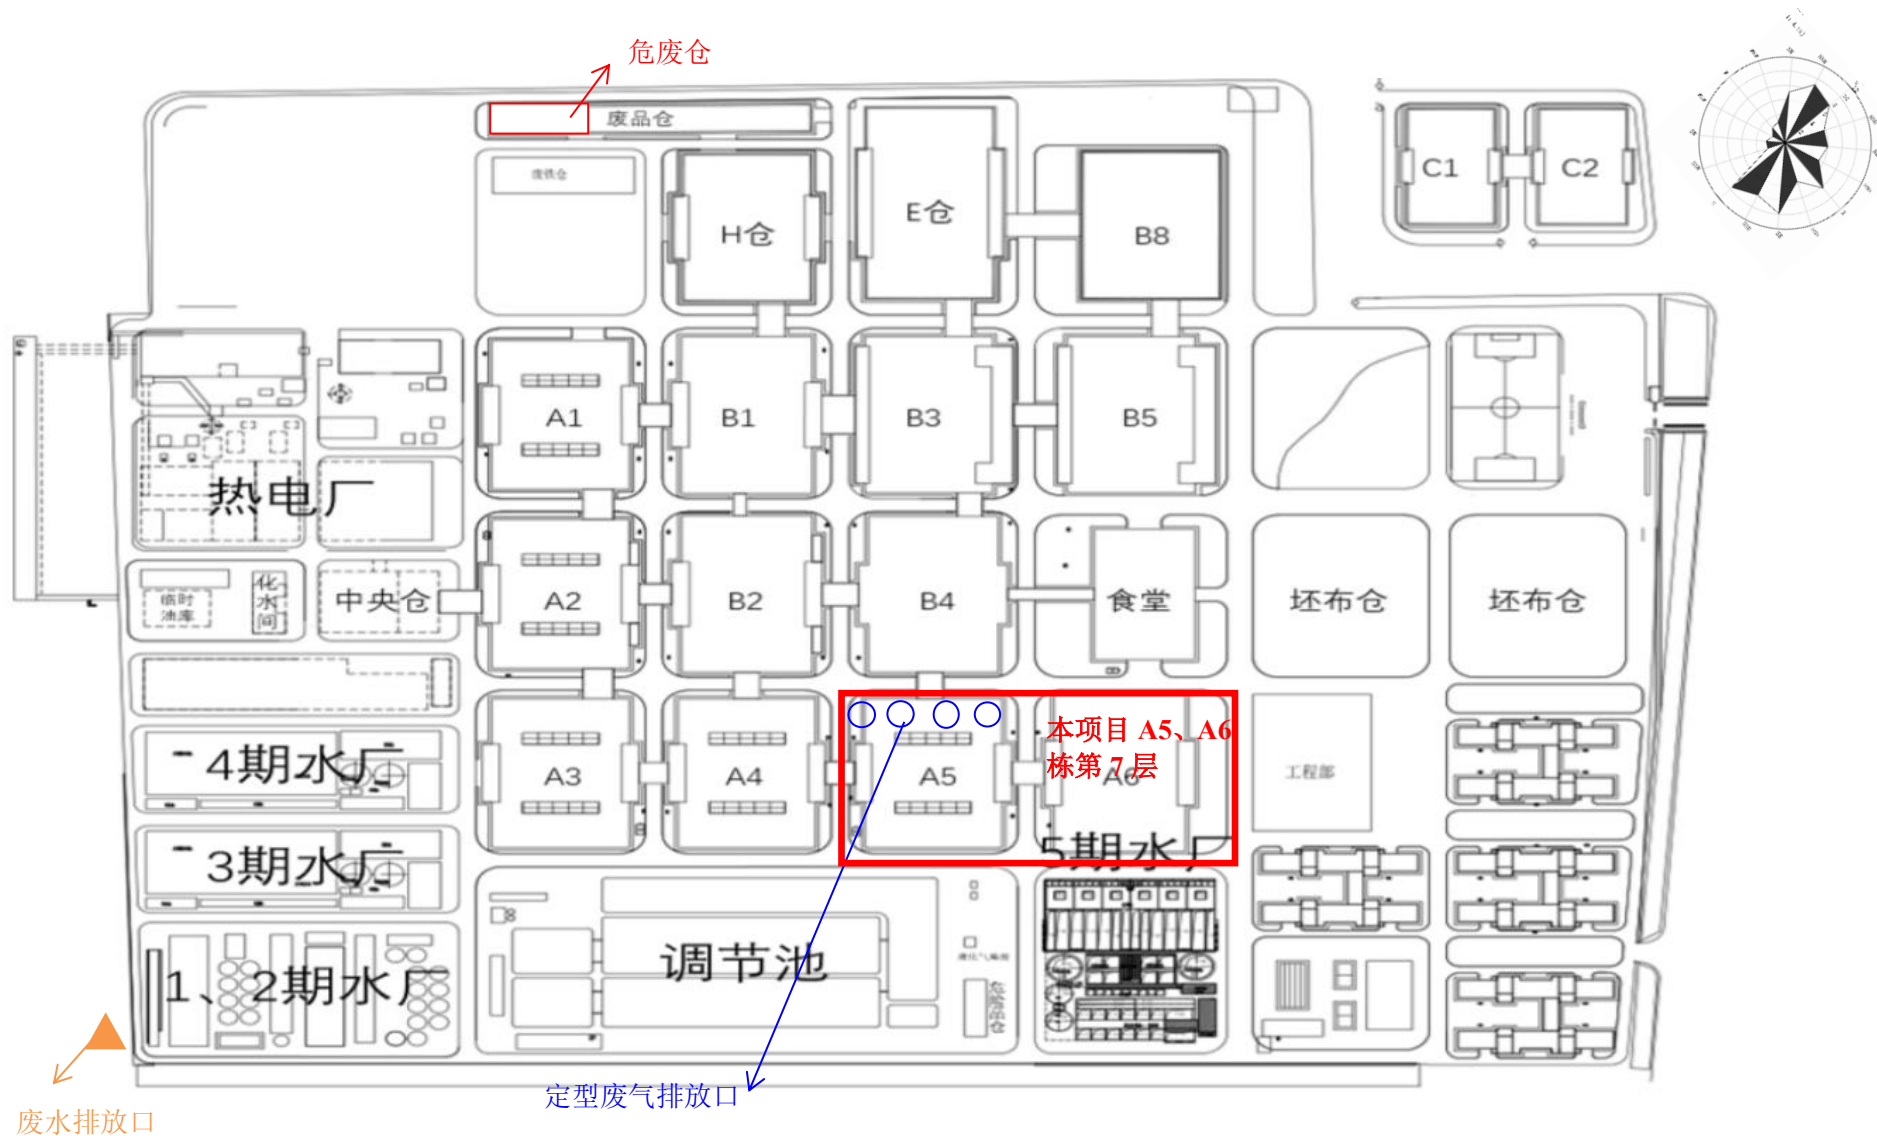 危废仓
废品仓
废铁仓
H仓
E仓
B8
C1
C2
A1
B1
B3
B5
热电厂
临时
油库
化
水
间
中央仓
A2
B2
B4
食堂
坯布仓
坯布仓
本项目 A5、A6
栋第 7 层
4期水厂
A3
A4
A5
A6
工程部
3期水厂
5期水厂
1、2期水厂
调节池
定型废气排放口
废水排放口